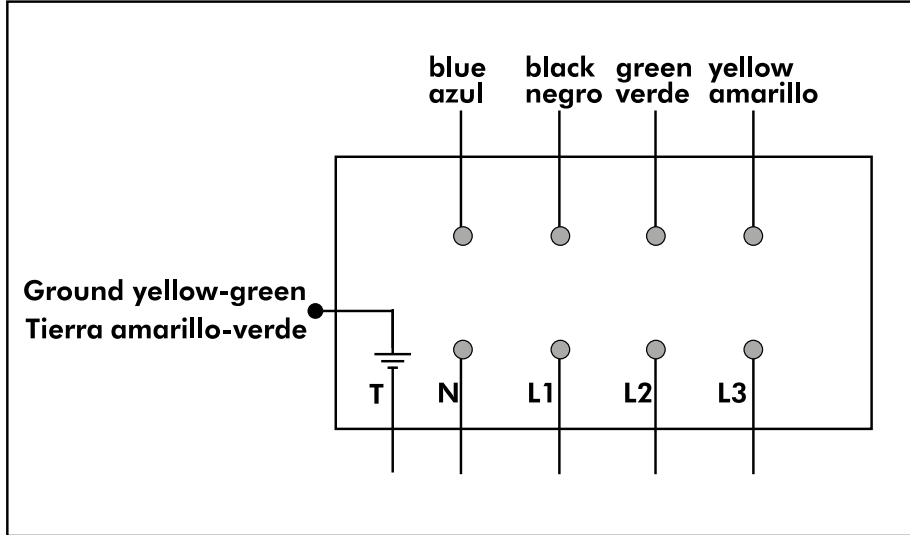 blue black green yellow
azul negro verde amarillo
Ground yellow-green
Tierra amarillo-verde
T N L1 L2 L3